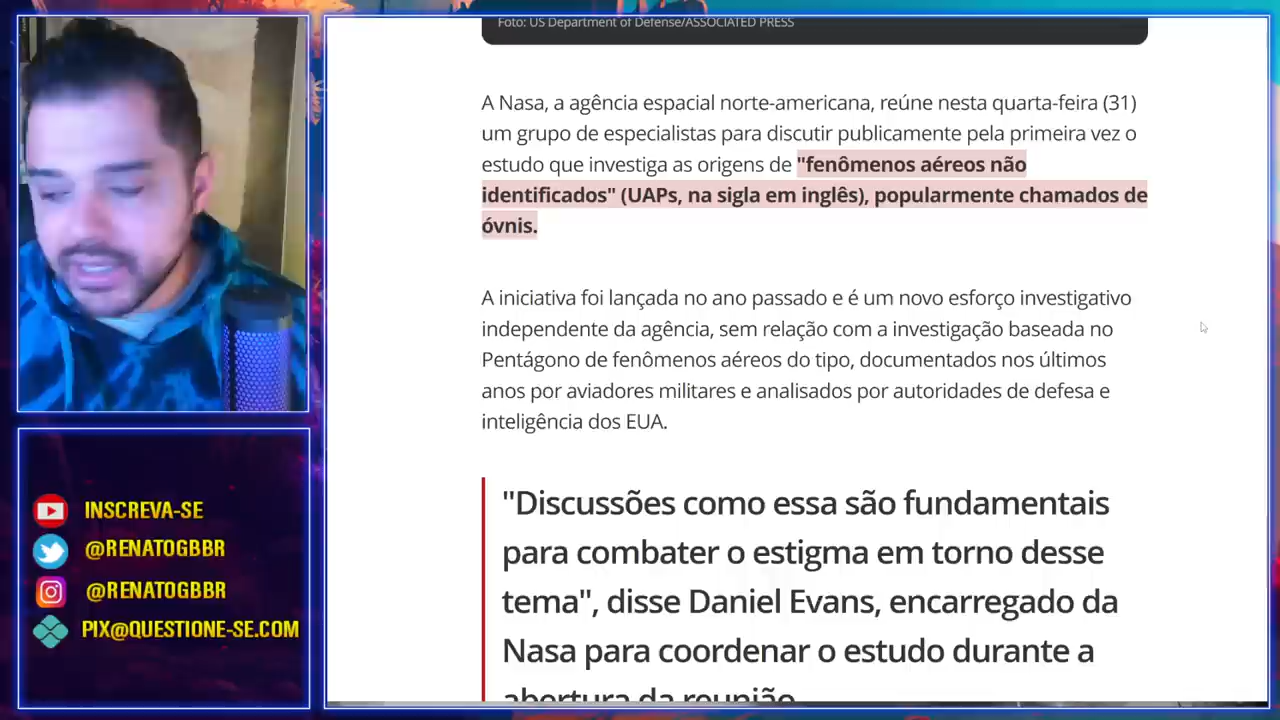 Foto: US Department of Defense/ASSOCIATED PRESS
A Nasa, a agência espacial norte-americana, reúne nesta quarta-feira (31)
um grupo de especialistas para discutir publicamente pela primeira vez o
estudo que investiga as origens de "fenômenos aéreos não
identificados" (UAPs, na sigla em inglês), popularmente chamados de
óvnis.
A iniciativa foi lançada no ano passado e é um novo esforço investigativo
independente da agência, sem relação com a investigação baseada no
Pentágono de fenômenos aéreos do tipo, documentados nos últimos
anos por aviadores militares e analisados por autoridades de defesa e
inteligência dos EUA.
"Discussões como essa são fundamentais
para combater o estigma em torno desse
tema", disse Daniel Evans, encarregado da
Nasa para coordenar o estudo durante a
abertura da reunião
INSCREVA-SE
@RENATOGBBR
@RENATOGBBR
PIX@QUESTIONE-SE.COM